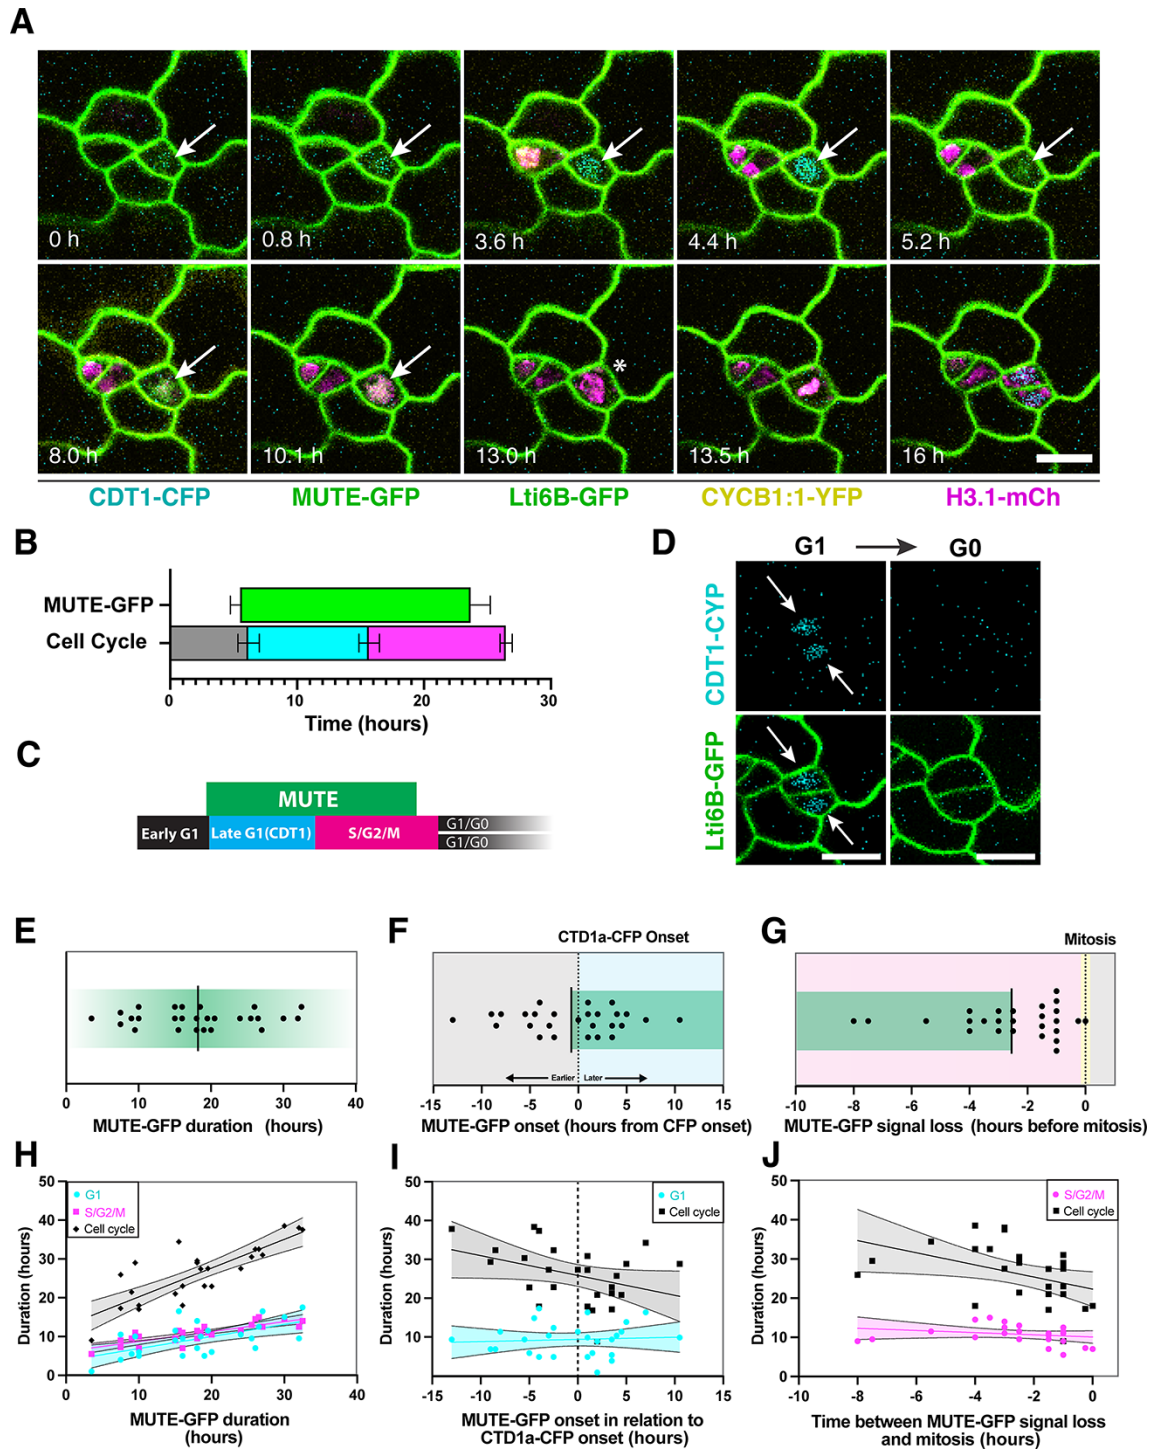 A
0 h
0.8 h
3.6 h
4.4 h
5.2 h
8.0 h
10.1 h
13.0 h
*
13.5 h
16 h
CDT1-CFP
MUTE-GFP
Lti6B-GFP
CYCB1:1-YFP
H3.1-mCh
B
MUTE-GFP
Cell Cycle
0
10
20
30
Time (hours)
C
MUTE
Early G1
Late G1(CDT1)
S/G2/M
G1/G0
G1/G0
D
G1
G0
CDT1-CYP
Lti6B-GFP
E
0
10
20
30
40
MUTE-GFP duration (hours)
F
CTD1a-CFP Onset
Earlier
Later
-15
-10
-5
0
5
10
15
MUTE-GFP onset (hours from CFP onset)
G
Mitosis
-10
-8
-6
-4
-2
0
MUTE-GFP signal loss (hours before mitosis)
H
G1
S/G2/M
Cell cycle
Duration (hours)
50
40
30
20
10
0
0
10
20
30
40
MUTE-GFP duration
(hours)
I
G1
Cell cycle
Duration (hours)
50
40
30
20
10
-15
-10
-5
0
5
10
15
MUTE-GFP onset in relation to
CTD1a-CFP onset (hours)
J
S/G2/M
Cell cycle
Duration (hours)
50
40
30
20
10
0
-10
-8
-6
-4
-2
0
Time between MUTE-GFP signal loss
and mitosis (hours)